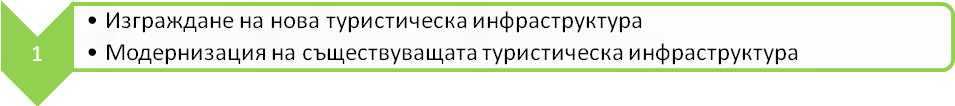 1
• Изграждане на нова туристическа инфраструктура
• Модернизация на съществуващата туристическа инфраструктура